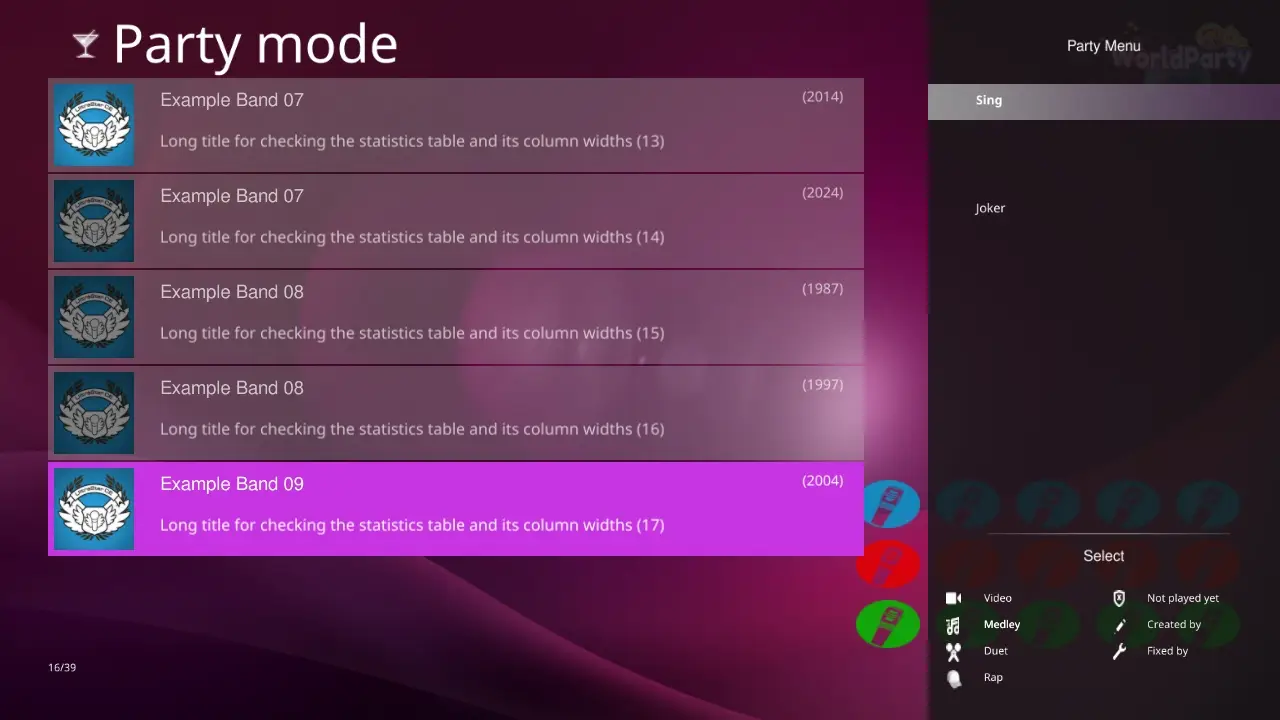 Party mode
Example Band 07
(2014)
Long title for checking the statistics table and its column widths (13)
Example Band 07
(2024)
Long title for checking the statistics table and its column widths (14)
Example Band 08
(1987)
Long title for checking the statistics table and its column widths (15)
Example Band 08
(1997)
Long title for checking the statistics table and its column widths (16)
Example Band 09
(2004)
Long title for checking the statistics table and its column widths (17)
16/39
WorldParty
Party Menu
Sing
Joker
Select
Video
Not played yet
Medley
Created by
Duet
Fixed by
Rap